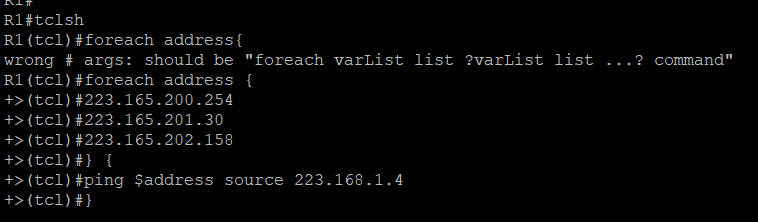 R1#
R1#tclsh
R1(tcl)#foreach address{
wrong # args: should be "foreach varList list ?varList list ...? command"
R1(tcl)#foreach address {
+>(tcl)#223.165.200.254
+>(tcl)#223.165.201.30
+>(tcl)#223.165.202.158
+>(tcl)#} {
+>(tcl)#ping $address source 223.168.1.4
+>(tcl)#}